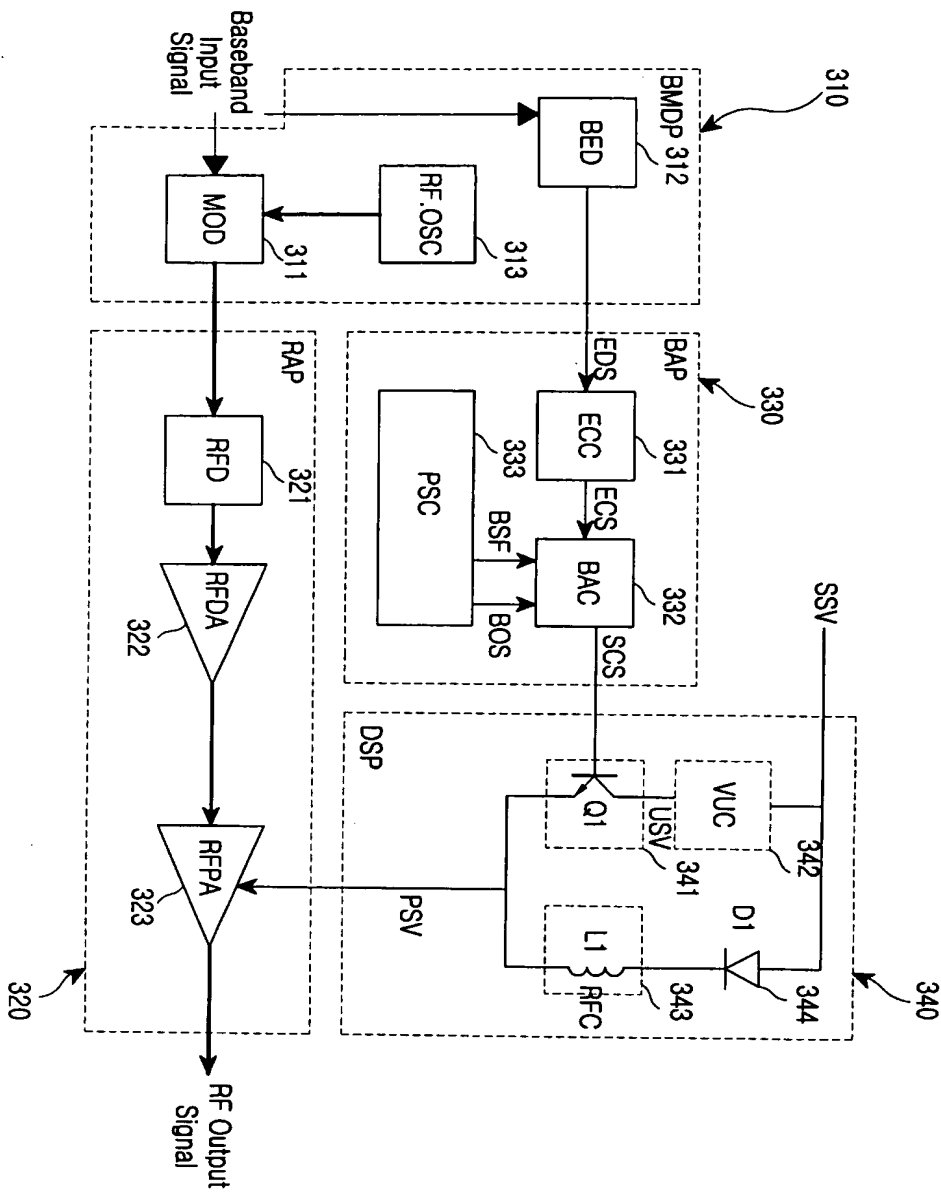 310
BMDP
312
BED
Baseband
Input
Signal
MOD
311
RF.OSC
313
330
BAP
EDS
ECC
331
ECS
BAC
332
SCS
PSC
333
BSF
BOS
SSV
340
DSP
VUC
342
USV
Q1
341
D1
344
L1
RFC
343
PSV
RAP
RFD
321
RFDA
322
RFPA
323
320
RF Output
Signal